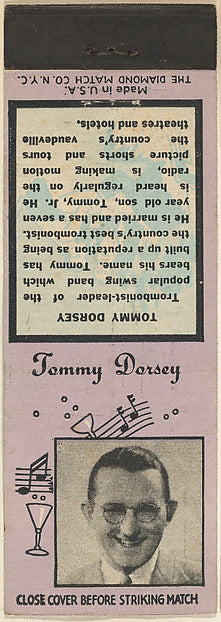 Made in U.S.A.
THE DIAMOND MATCH CO. N.Y.C.
TOMMY DORSEY
Trombonist-leader of the
popular swing band which
bears his name. Tommy has
built up a reputation as being
the country's best trombonist.
He is married and has a seven
year old son, Tommy, Jr. He
is heard regularly on the
radio, is making motion
picture shorts and tours
the country's vaudeville
theatres and hotels.
Tommy Dorsey
CLOSE COVER BEFORE STRIKING MATCH